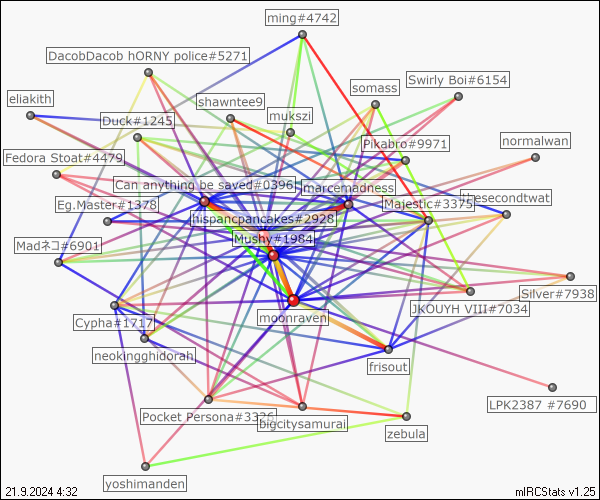 ming#4742
DacobDacob hORNY police#5271
Swirly Boi#6154
somass
eliakith
shawntee9
mukszi
Duck#1245
Pikabro#9971
normalwan
Fedora Stoat#4479
Can anything be saved#0396
marcemadness
thesecondtwat
Eg.Master#1378
Majestic#3375
hispancpancakes#2928
Mushy#1984
Madネコ#6901
Silver#7938
JKOUYH VIII#7034
moonraven
Cypha#1717
neokingghidorah
frisout
LPK2387 #7690
Pocket Persona#3326
bigcitysamurai
zebula
yoshimanden
21.9.2024 4:32
mIRCStats v1.25